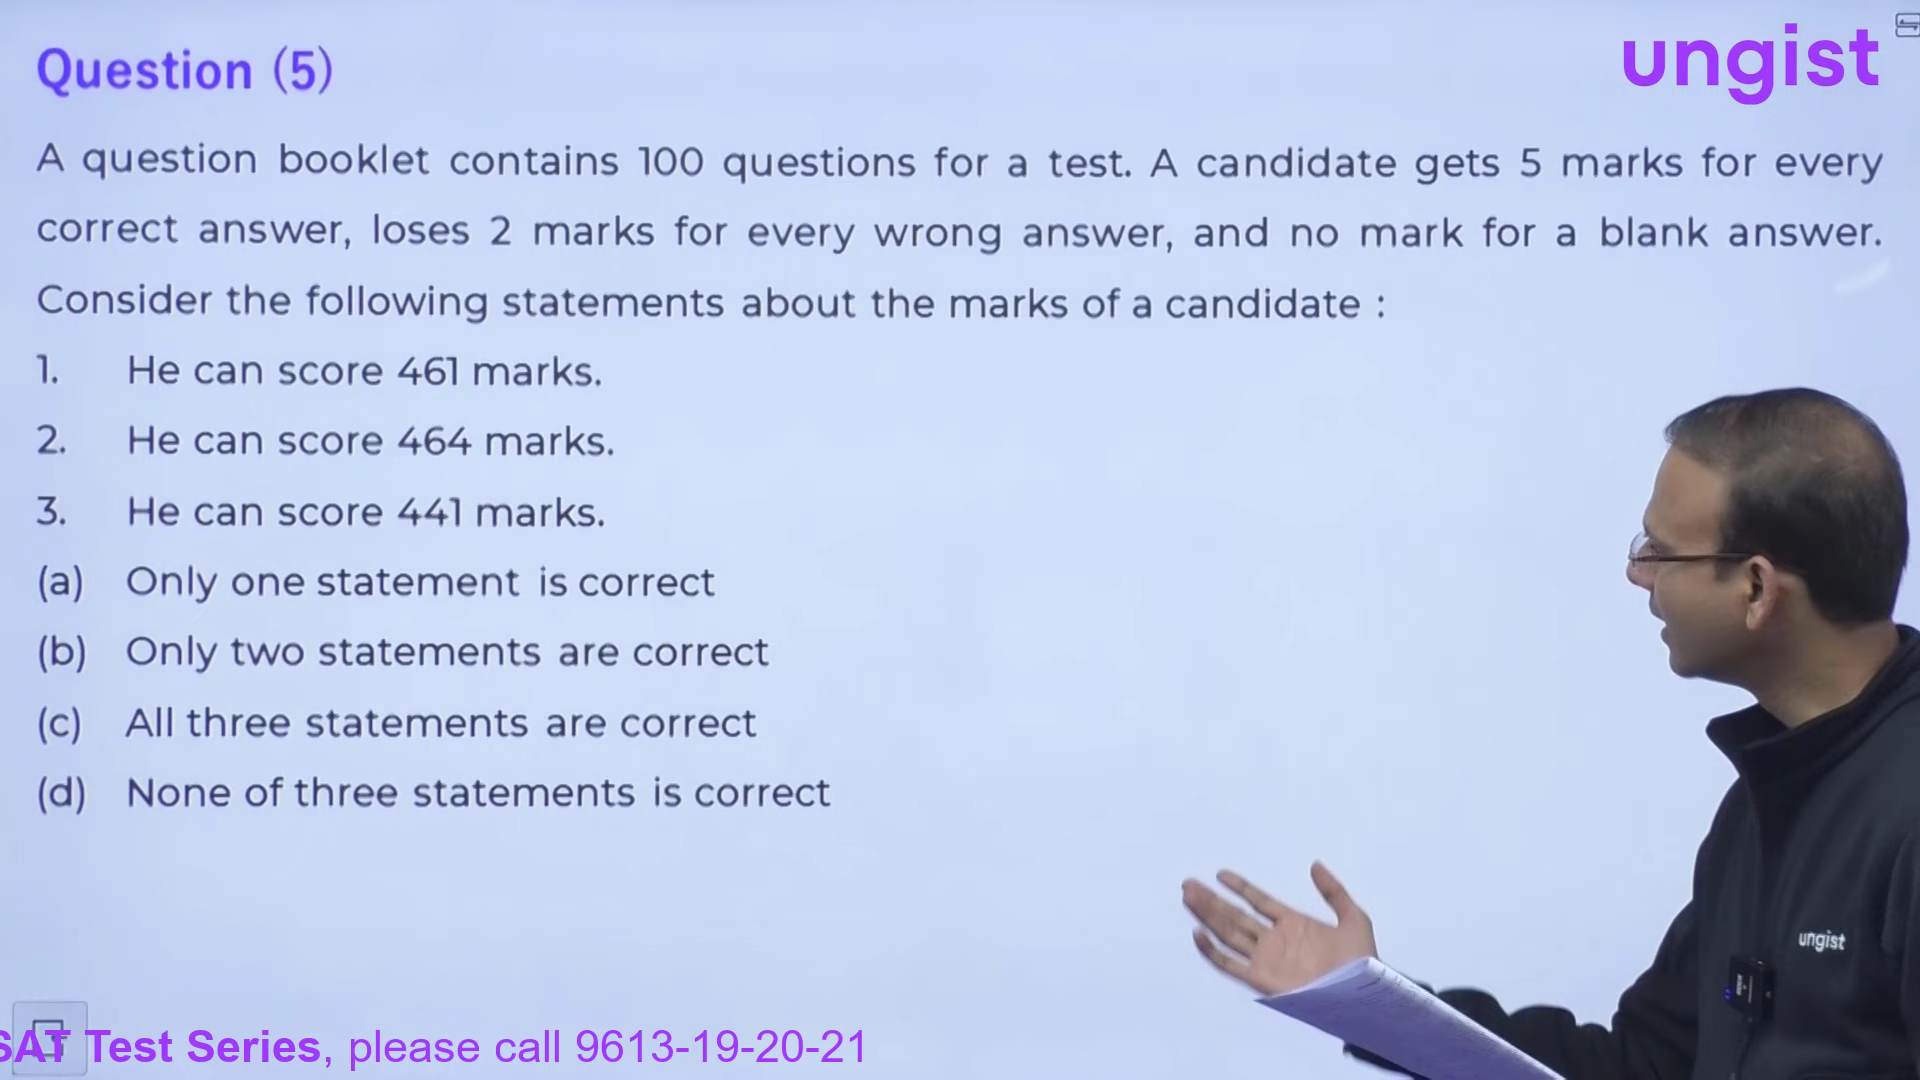 Question (5)
ungist
A question booklet contains 100 questions for a test. A candidate gets 5 marks for every
correct answer, loses 2 marks for every wrong answer, and no mark for a blank answer.
Consider the following statements about the marks of a candidate :
1. He can score 461 marks.
2. He can score 464 marks.
3. He can score 441 marks.
(a) Only one statement is correct
(b) Only two statements are correct
(c) All three statements are correct
(d) None of three statements is correct
ungist
SAT Test Series, please call 9613-19-20-21